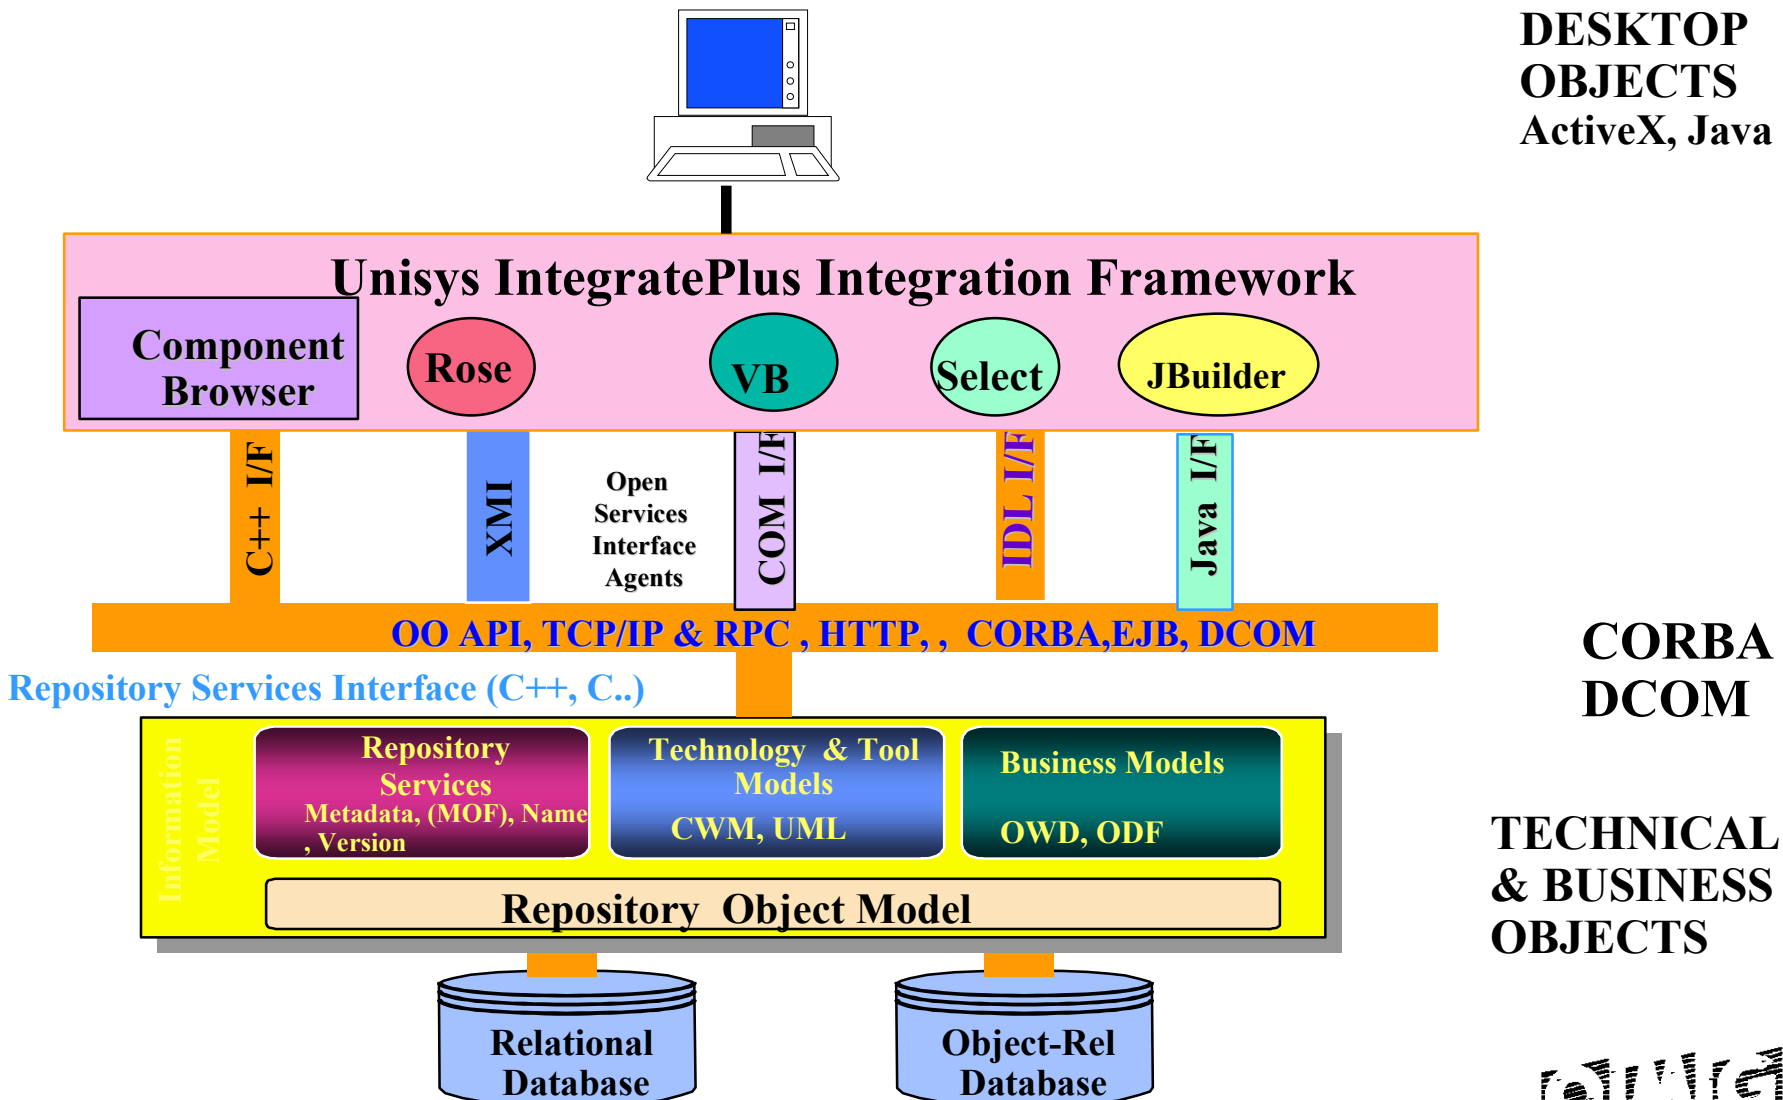 DESKTOP
OBJECTS
ActiveX, Java
Unisys IntegratePlus Integration Framework
Component
Browser
Rose
VB
Select
JBuilder
C++ I/F
XMI
Open
Services
Interface
Agents
COM I/F
IDL I/F
Java I/F
OO API, TCP/IP & RPC , HTTP, , CORBA,EJB, DCOM
CORBA
DCOM
Repository Services Interface (C++, C..)
Information
Model
Repository
Services
Metadata, (MOF), Name
, Version
Technology & Tool
Models
CWM, UML
Business Models
OWD, ODF
Repository Object Model
TECHNICAL
& BUSINESS
OBJECTS
Relational
Database
Object-Rel
Database